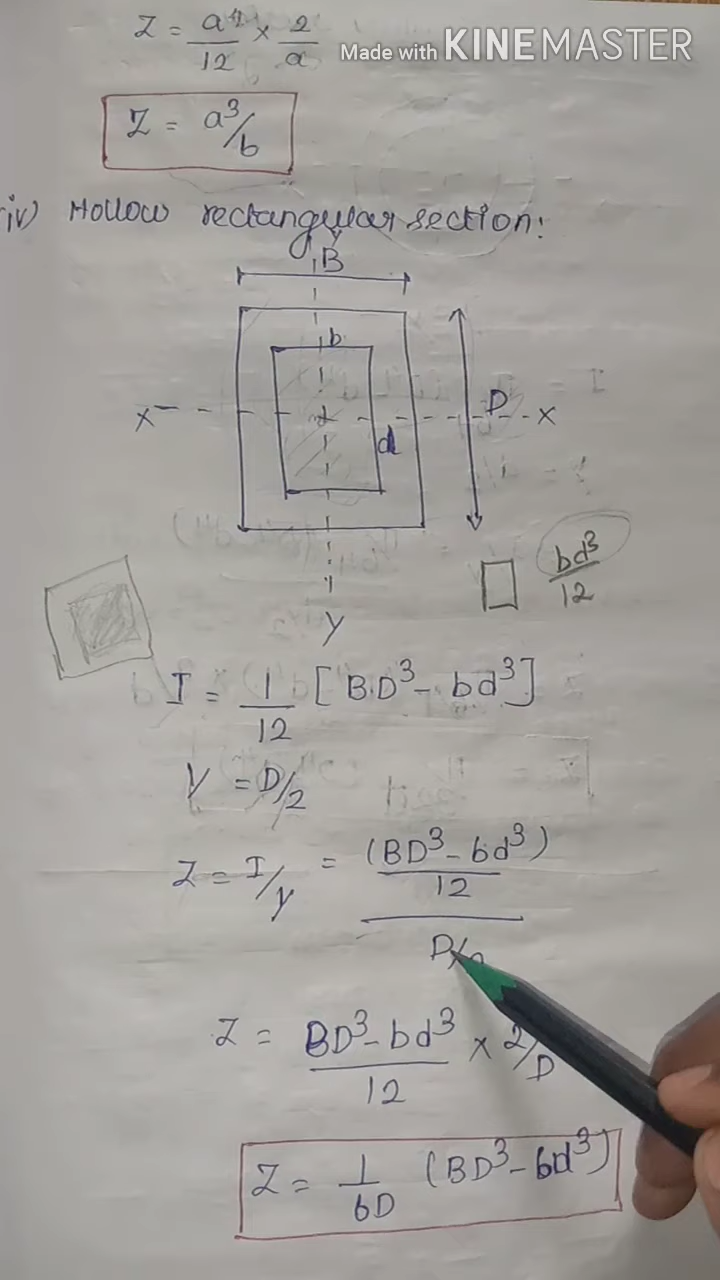 Z = a⁴/12 × 2/a
Made with KINEMASTER
Z = a³/6
iv) Hollow rectangular section:
Y
B
b
X X
D
d
bd³/12
Y
I = 1/12 [BD³ - bd³]
Y = D/2
Z = I/Y = (BD³ - bd³)/12 / D/2
Z = BD³ - bd³/12 × 2/D
Z = 1/6D (BD³ - bd³)